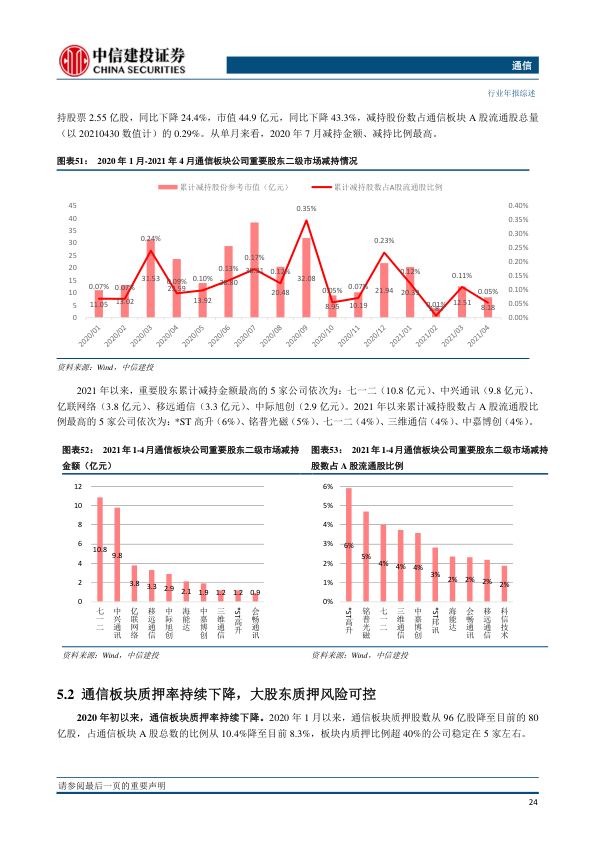 中信建投证券
CHINA SECURITIES
通信
行业年报综述
持股票 2.55 亿股，同比下降 24.4%，市值 44.9 亿元，同比下降 43.3%，减持股份数占通信板块 A 股流通股总量
（以 20210430 数值计）的 0.29%。从单月来看，2020 年 7 月减持金额、减持比例最高。
图表51： 2020 年 1 月-2021 年 4 月通信板块公司重要股东二级市场减持情况
累计减持股份参考市值（亿元） 累计减持股数占A股流通股比例
45 40 35 30 25 20 15 10 5 0
0.40% 0.35% 0.30% 0.25% 0.20% 0.15% 0.10% 0.05% 0.00%
0.07% 0.07% 0.24% 0.09% 0.10% 0.13% 0.17% 0.12% 0.35% 0.05% 0.07% 0.23% 0.12% 0.01% 0.11% 0.05%
11.05 13.02 31.53 13.92 20.48 32.08 8.95 10.19 21.94 20.39 12.51 8.18
2020/01 2020/02 2020/03 2020/04 2020/05 2020/06 2020/07 2020/08 2020/09 2020/10 2020/11 2020/12 2021/01 2021/02 2021/03 2021/04
资料来源：Wind，中信建投
2021 年以来，重要股东累计减持金额最高的 5 家公司依次为：七一二（10.8 亿元）、中兴通讯（9.8 亿元）、
亿联网络（3.8 亿元）、移远通信（3.3 亿元）、中际旭创（2.9 亿元）。2021 年以来累计减持股数占 A 股流通股比
例最高的 5 家公司依次为：*ST 高升（6%）、铭普光磁（5%）、七一二（4%）、三维通信（4%）、中嘉博创（4%）。
图表52： 2021 年 1-4 月通信板块公司重要股东二级市场减持
金额（亿元）
12 10 8 6 4 2 0
10.8 9.8 3.8 3.3 2.9 2.1 1.9 1.2 1.2 0.9
七一二 中兴通讯 亿联网络 移远通信 中际旭创 海能达 中嘉博创 三维通信 *ST高升 会畅通讯
资料来源：Wind，中信建投
图表53： 2021 年 1-4 月通信板块公司重要股东二级市场减持
股数占 A 股流通股比例
6% 5% 4% 3% 2% 1% 0%
6% 5% 4% 4% 4% 3% 2% 2% 2% 2%
*ST高升 铭普光磁 七一二 三维通信 中嘉博创 *ST邦讯 海能达 会畅通讯 移远通信 科信技术
资料来源：Wind，中信建投
5.2 通信板块质押率持续下降，大股东质押风险可控
2020 年初以来，通信板块质押率持续下降。2020 年 1 月以来，通信板块质押股数从 96 亿股降至目前的 80
亿股，占通信板块 A 股总数的比例从 10.4%降至目前 8.3%，板块内质押比例超 40%的公司稳定在 5 家左右。
请参阅最后一页的重要声明
24